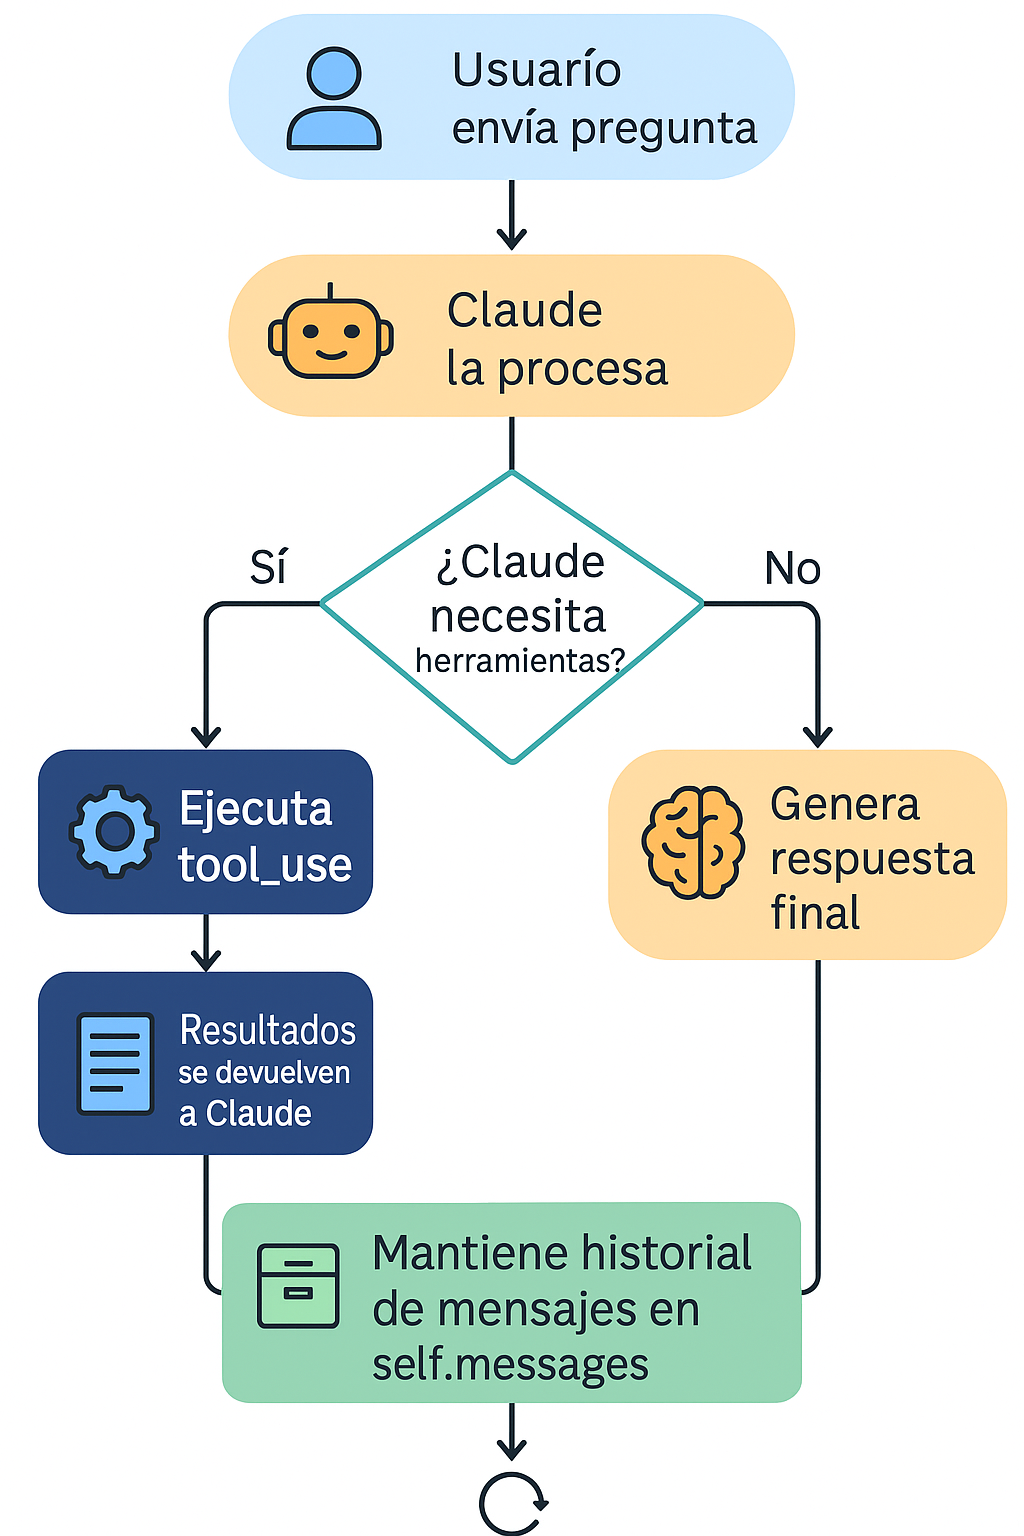 Usuarío
envía pregunta
Claude
la procesa
¿Claude
necesita
herramientas?
Sí
No
Ejecuta
tool_use
Genera
respuesta
final
Resultados
se devuelven
a Claude
Mantiene historial
de mensajes en
self.messages